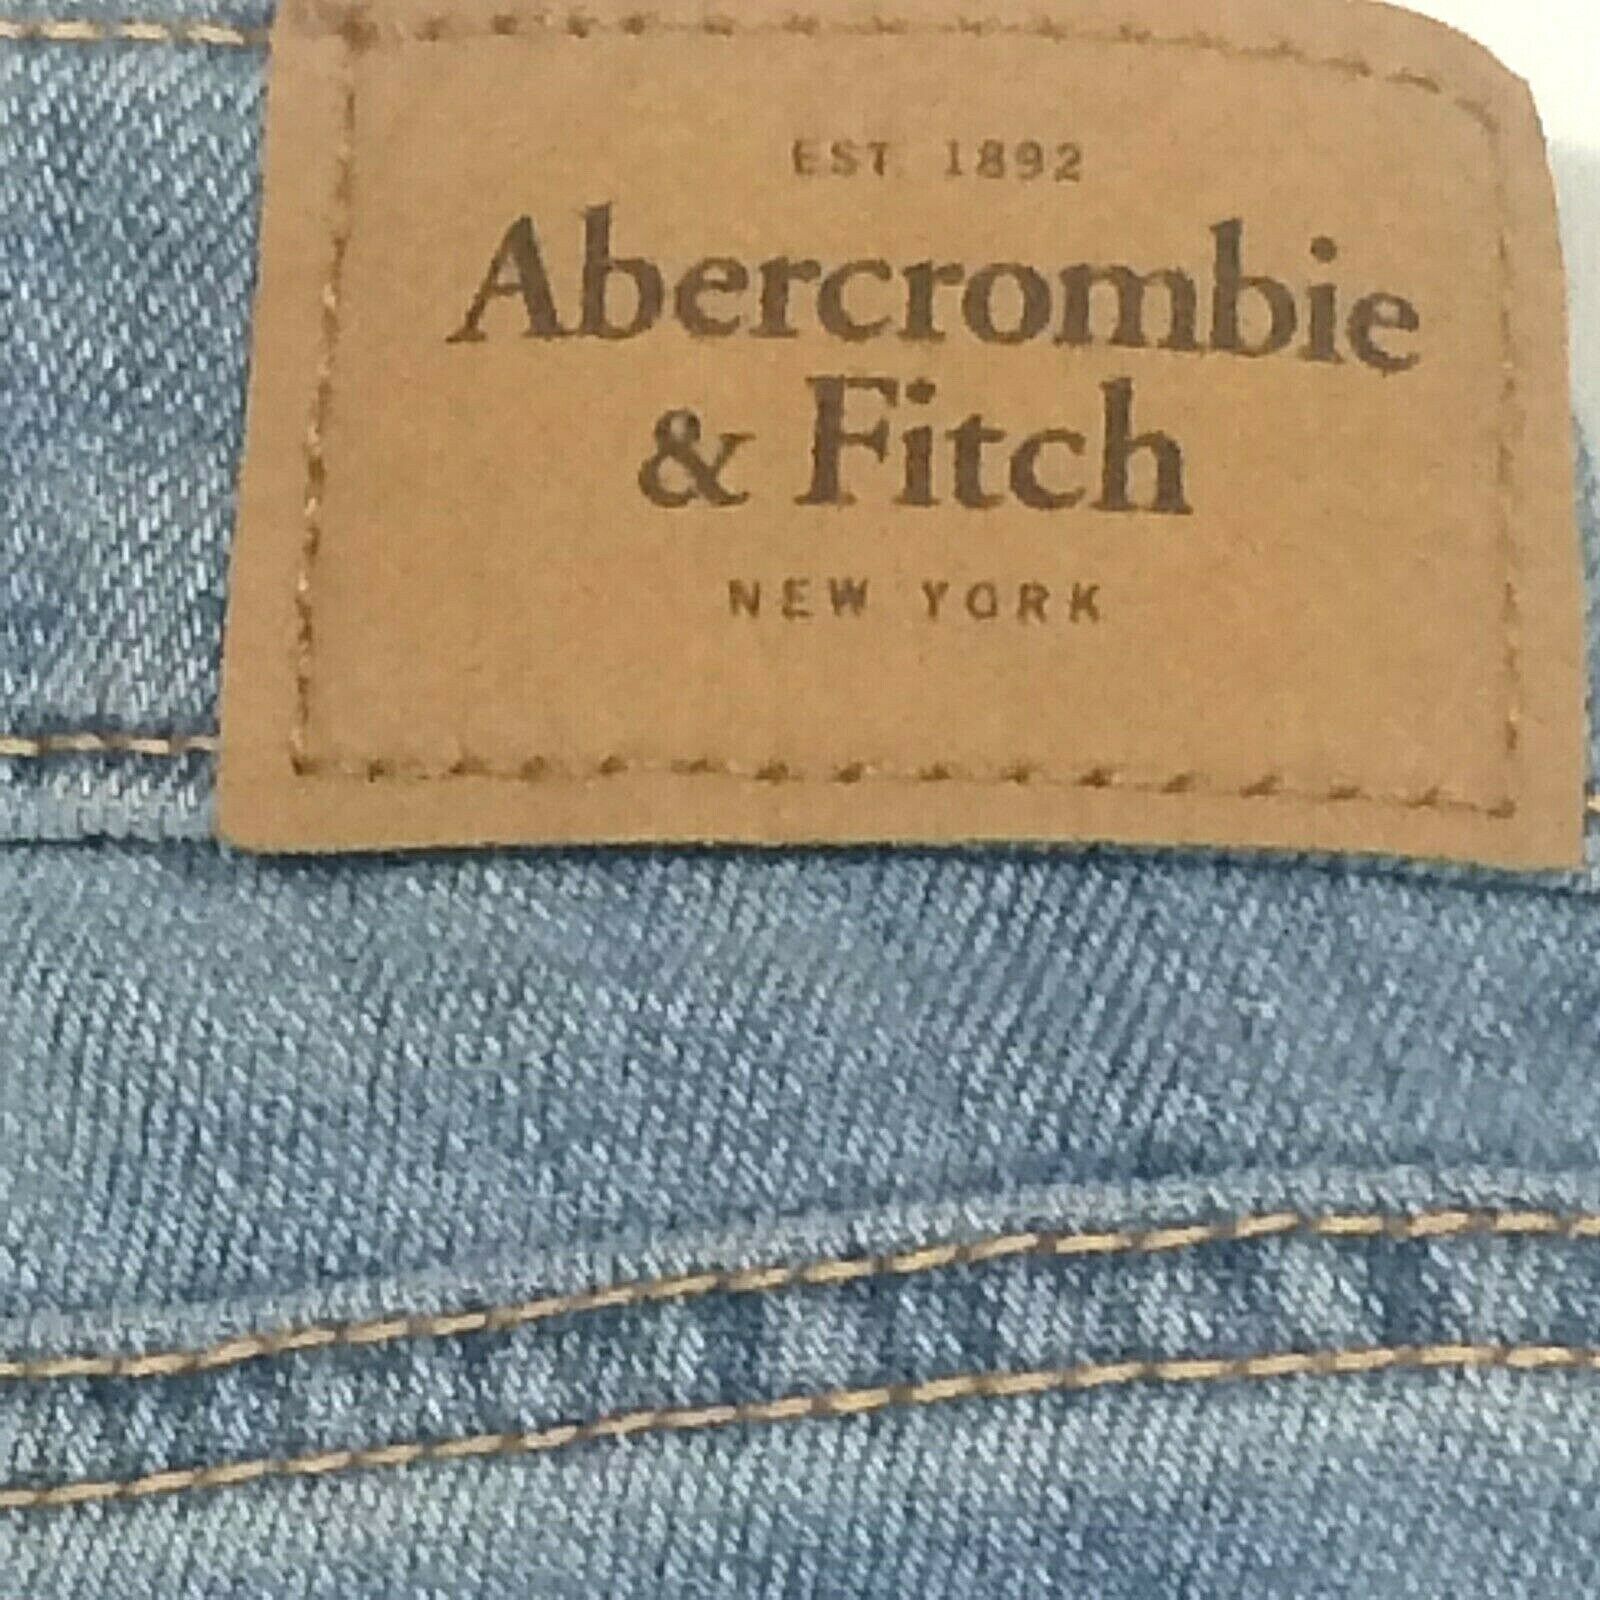 EST. 1892
Abercrombie
& Fitch
NEW YORK